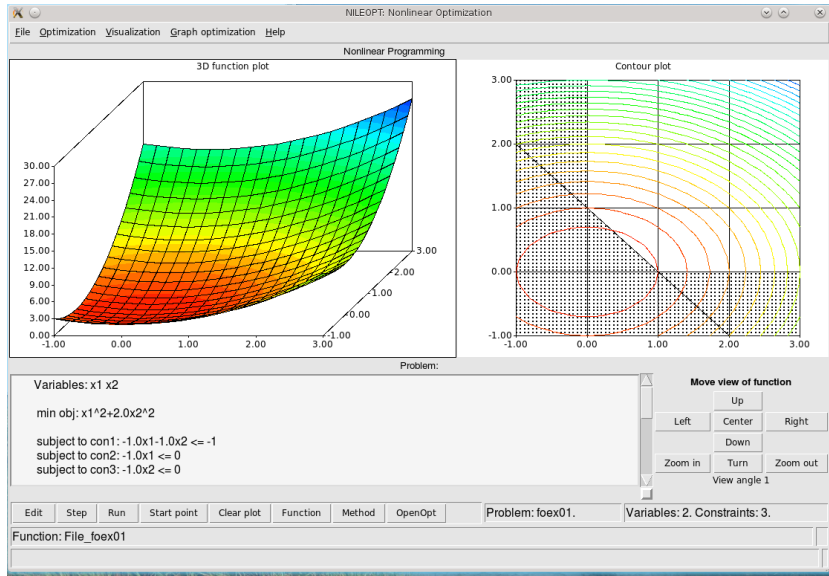 NILEOPT: Nonlinear Optimization
File Optimization Visualization Graph optimization Help
Nonlinear Programming
3D function plot
30.00
27.00
24.00
21.00
18.00
15.00
12.00
9.00
6.00
3.00
0.00
-1.00 0.00 1.00 2.00 3.00
-1.00
0.00
1.00
2.00
3.00
Contour plot
3.00
2.00
1.00
0.00
-1.00
-1.00 0.00 1.00 2.00 3.00
Problem:
Variables: x1 x2
min obj: x1^2+2.0x2^2
subject to con1: -1.0x1-1.0x2 <= -1
subject to con2: -1.0x1 <= 0
subject to con3: -1.0x2 <= 0
Move view of function
Up
Left Center Right
Down
Zoom in Turn Zoom out
View angle 1
Edit Step Run Start point Clear plot Function Method OpenOpt
Problem: foex01.
Variables: 2. Constraints: 3.
Function: File_foex01